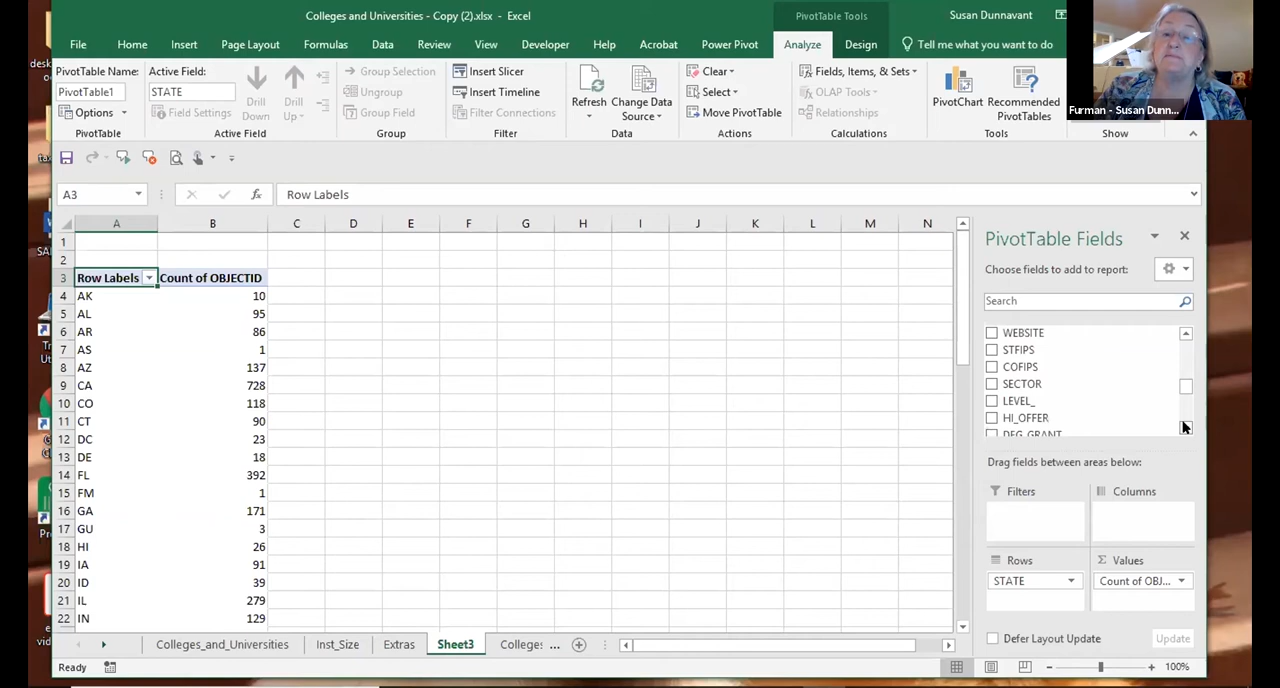 Colleges and Universities - Copy (2).xlsx - Excel
PivotTable Tools
Susan Dunnavant
File Home Insert Page Layout Formulas Data Review View Developer Help Acrobat Power Pivot Analyze Design Tell me what you want to do
PivotTable Name:
PivotTable1
Options
PivotTable
Active Field:
STATE
Field Settings
Drill Down
Drill Up
Active Field
Group Selection
Ungroup
Group Field
Group
Insert Slicer
Insert Timeline
Filter Connections
Filter
Refresh
Change Data Source
Data
Clear
Select
Move PivotTable
Actions
Fields, Items, & Sets
OLAP Tools
Relationships
Calculations
PivotChart
Recommended PivotTables
Tools
Show
Furman - Susan Dunn...
A3
fx
Row Labels
A B C D E F G H I J K L M N
1
2
3 Row Labels Count of OBJECTID
4 AK 10
5 AL 95
6 AR 86
7 AS 1
8 AZ 137
9 CA 728
10 CO 118
11 CT 90
12 DC 23
13 DE 18
14 FL 392
15 FM 1
16 GA 171
17 GU 3
18 HI 26
19 IA 91
20 ID 39
21 IL 279
22 IN 129
PivotTable Fields
Choose fields to add to report:
Search
WEBSITE
STFIPS
COFIPS
SECTOR
LEVEL_
HI_OFFER
DEG_GRANT
Drag fields between areas below:
Filters
Columns
Rows
Σ Values
STATE
Count of OBJ...
Defer Layout Update
Update
Colleges_and_Universities Inst_Size Extras Sheet3 Colleges ...
Ready
100%